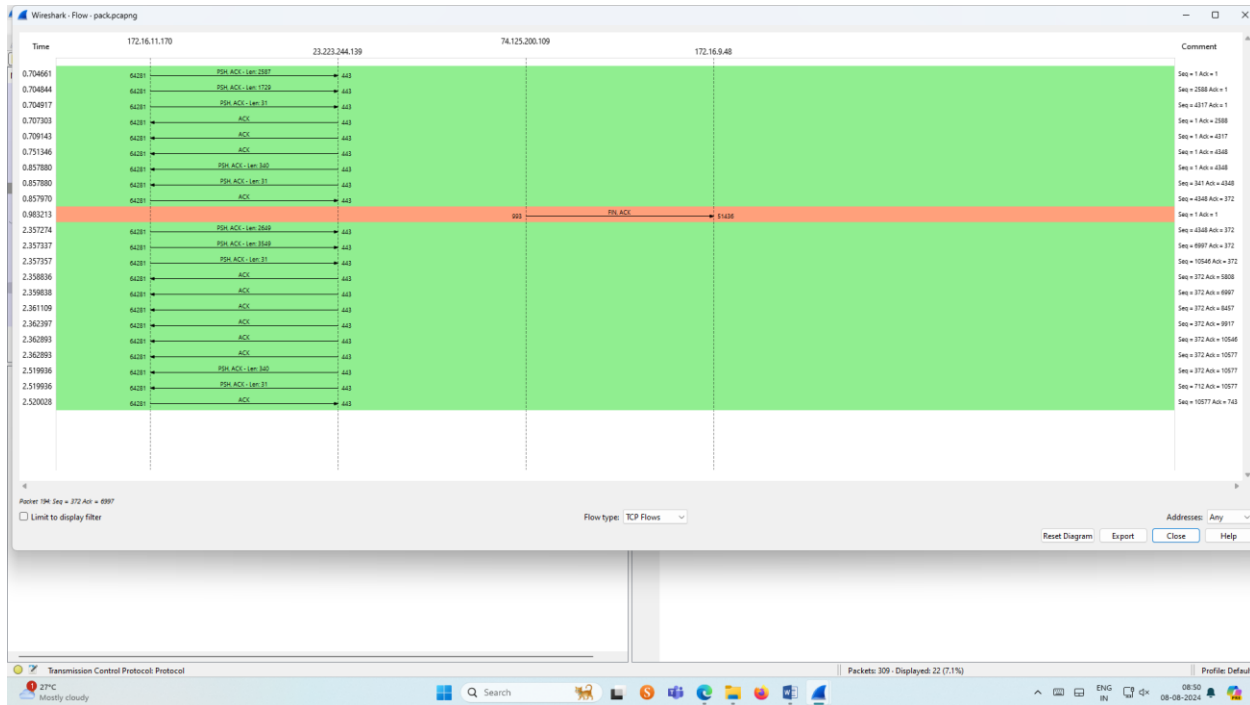 Wireshark - Flow - pack.pcapng
Time 172.16.11.170 23.223.244.139 74.125.200.109 172.16.9.48 Comment
0.704661 64281 PSH, ACK - Len: 2587 443 Seq = 1 Ack = 1
0.704844 64281 PSH, ACK - Len: 1729 443 Seq = 2588 Ack = 1
0.704917 64281 PSH, ACK - Len: 31 443 Seq = 4317 Ack = 1
0.707303 64281 ACK 443 Seq = 1 Ack = 2588
0.709143 64281 ACK 443 Seq = 1 Ack = 4317
0.751346 64281 ACK 443 Seq = 1 Ack = 4348
0.857880 64281 PSH, ACK - Len: 340 443 Seq = 1 Ack = 4348
0.857880 64281 PSH, ACK - Len: 31 443 Seq = 341 Ack = 4348
0.857970 64281 ACK 443 Seq = 4348 Ack = 372
0.983213 993 FIN, ACK 51436 Seq = 1 Ack = 1
2.357274 64281 PSH, ACK - Len: 2649 443 Seq = 4348 Ack = 372
2.357337 64281 PSH, ACK - Len: 3549 443 Seq = 6997 Ack = 372
2.357357 64281 PSH, ACK - Len: 31 443 Seq = 10546 Ack = 372
2.358836 64281 ACK 443 Seq = 372 Ack = 5808
2.359838 64281 ACK 443 Seq = 372 Ack = 6997
2.361109 64281 ACK 443 Seq = 372 Ack = 8457
2.362397 64281 ACK 443 Seq = 372 Ack = 9917
2.362893 64281 ACK 443 Seq = 372 Ack = 10546
2.362893 64281 ACK 443 Seq = 372 Ack = 10577
2.519936 64281 PSH, ACK - Len: 340 443 Seq = 372 Ack = 10577
2.519936 64281 PSH, ACK - Len: 31 443 Seq = 712 Ack = 10577
2.520028 64281 ACK 443 Seq = 10577 Ack = 743
Packet 194: Seq = 372 Ack = 6997
Limit to display filter Flow type: TCP Flows Addresses: Any
Reset Diagram Export Close Help
Transmission Control Protocol: Protocol Packets: 309 · Displayed: 22 (7.1%) Profile: Defaul
1 27°C Search ENG 08:50
Mostly cloudy IN 08-08-2024